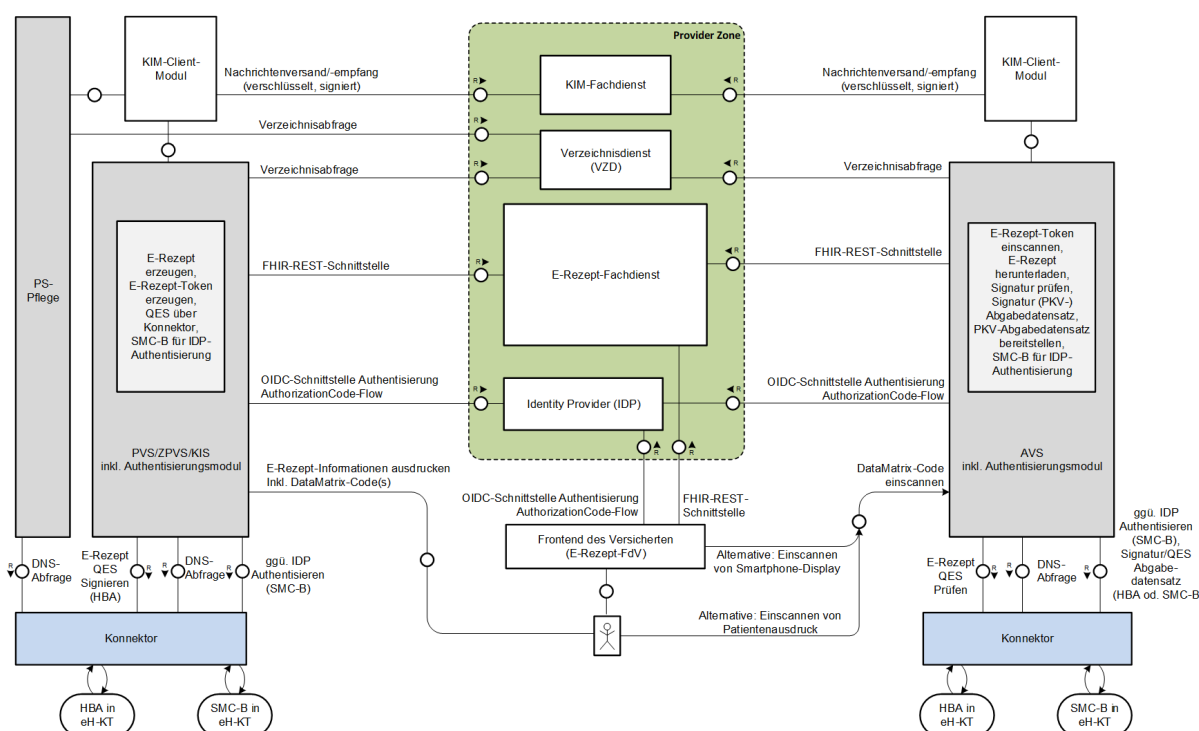 Provider Zone
KIM-Client-
Modul
Nachrichtenversand/-empfang
(verschlüsselt, signiert)
R
KIM-Fachdienst
R
Nachrichtenversand/-empfang
(verschlüsselt, signiert)
KIM-Client-
Modul
Verzeichnisabfrage
R
Verzeichnisabfrage
R
Verzeichnisdienst
(VZD)
R
Verzeichnisabfrage
PS-
Pflege
E-Rezept
erzeugen,
E-Rezept-Token
erzeugen,
QES über
Konnektor,
SMC-B für IDP-
Authentisierung
PVS/ZPVS/KIS
inkl. Authentisierungsmodul
FHIR-REST-Schnittstelle
R
E-Rezept-Fachdienst
R
FHIR-REST-Schnittstelle
E-Rezept-Token
einscannen,
E-Rezept
herunterladen,
Signatur prüfen,
Signatur (PKV-)
Abgabedatensatz,
PKV-Abgabedatensatz
bereitstellen,
SMC-B für IDP-
Authentisierung
AVS
inkl. Authentisierungsmodul
OIDC-Schnittstelle Authentisierung
AuthorizationCode-Flow
R
Identity Provider (IDP)
R
OIDC-Schnittstelle Authentisierung
AuthorizationCode-Flow
R
R
E-Rezept-Informationen ausdrucken
Inkl. DataMatrix-Code(s)
OIDC-Schnittstelle Authentisierung
AuthorizationCode-Flow
FHIR-REST-
Schnittstelle
DataMatrix-Code
einscannen
Frontend des Versicherten
(E-Rezept-FdV)
Alternative: Einscannen
von Smartphone-Display
Alternative: Einscannen von
Patientenausdruck
R
DNS-
Abfrage
E-Rezept
QES
Signieren
(HBA)
R
R
DNS-
Abfrage
R
ggü. IDP
Authentisieren
(SMC-B)
Konnektor
HBA in
eH-KT
SMC-B in
eH-KT
E-Rezept
QES
Prüfen
R
R
DNS-
Abfrage
R
ggü. IDP
Authentisieren
(SMC-B),
Signatur/QES
Abgabe-
datensatz
(HBA od. SMC-B
Konnektor
HBA in
eH-KT
SMC-B in
eH-KT